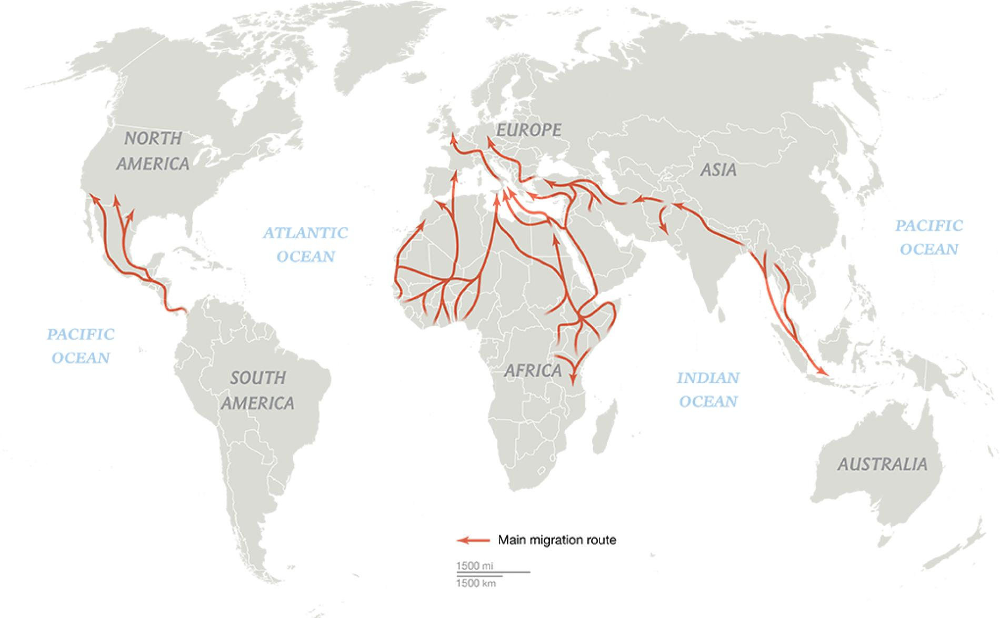 NORTH
AMERICA
EUROPE
ASIA
ATLANTIC
OCEAN
PACIFIC
OCEAN
PACIFIC
OCEAN
SOUTH
AMERICA
AFRICA
INDIAN
OCEAN
AUSTRALIA
Main migration route
1500 mi
1500 km